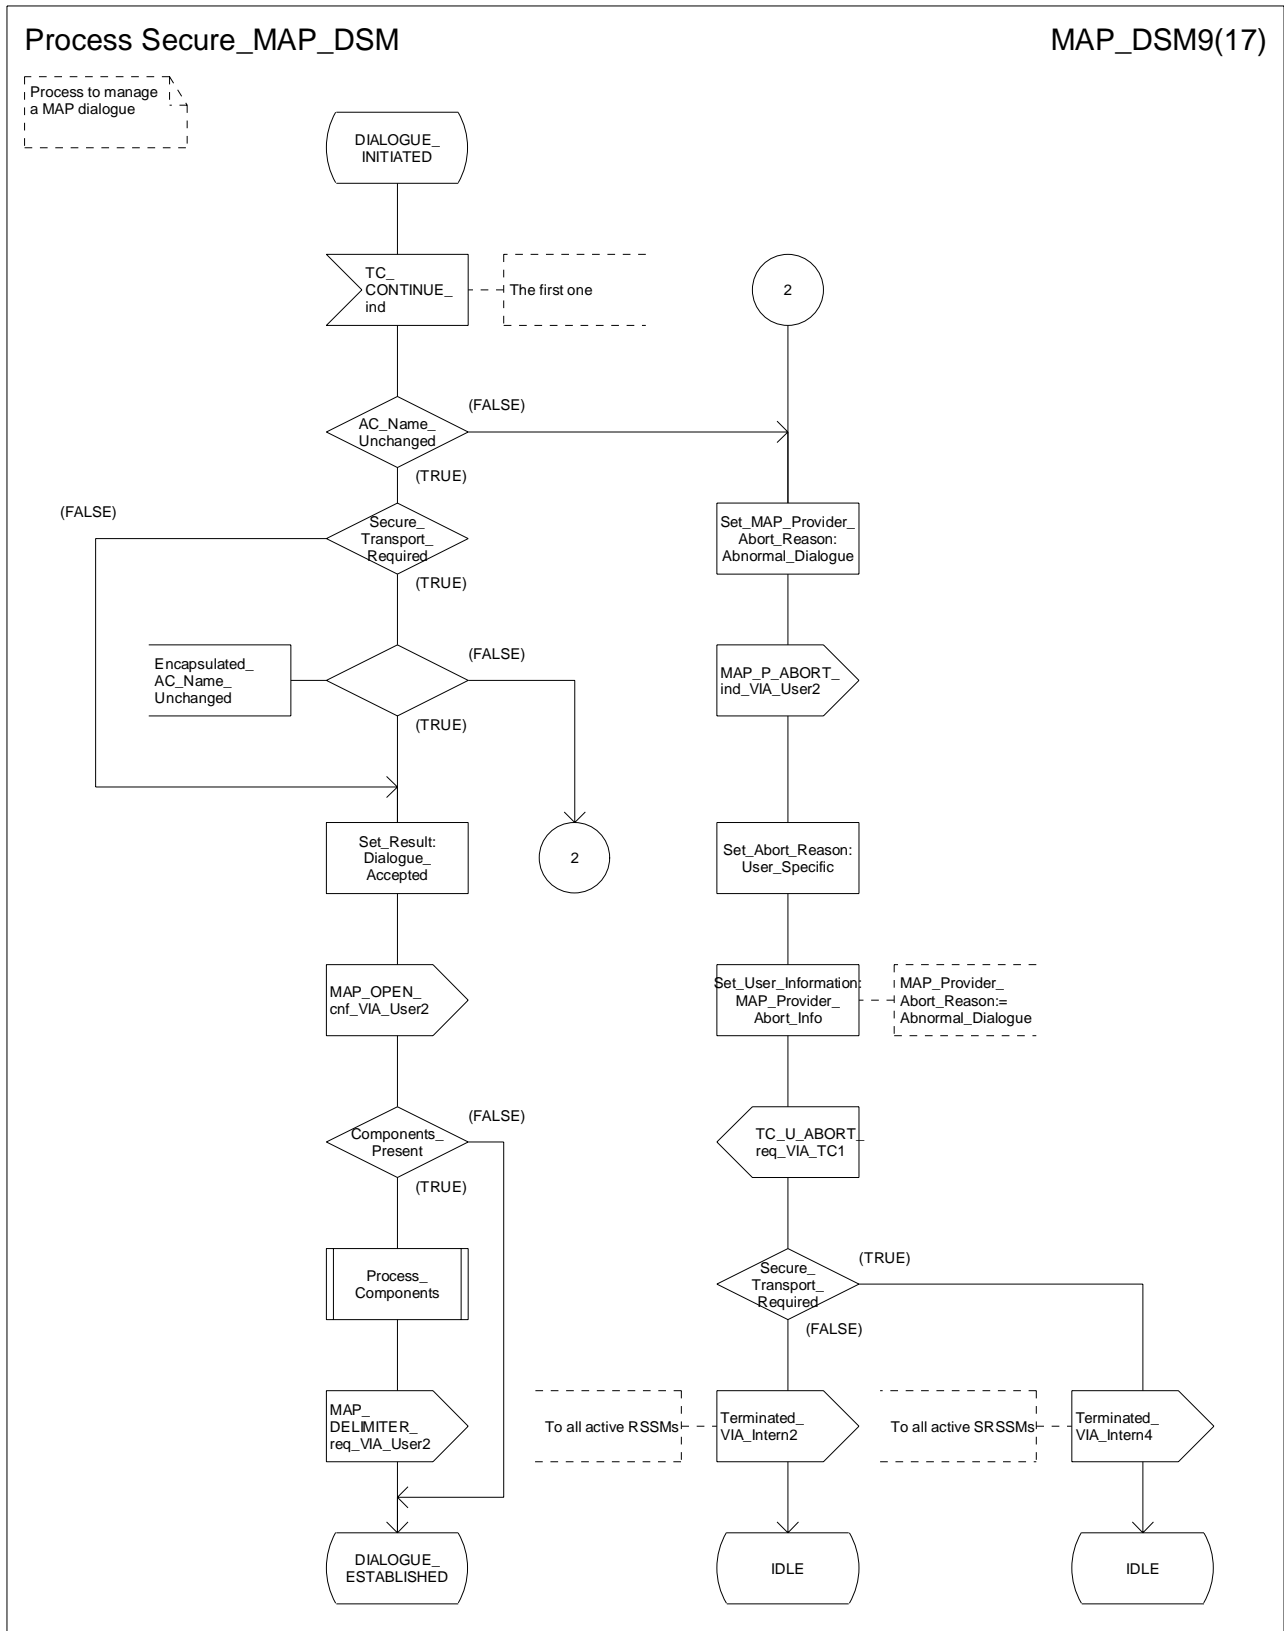 Process Secure_MAP_DSM
MAP_DSM9(17)
Process to manage
a MAP dialogue
DIALOGUE_
INITIATED
TC_
CONTINUE_
ind
The first one
2
AC_Name_
Unchanged
(FALSE)
(TRUE)
(FALSE)
Secure_
Transport_
Required
(TRUE)
Set_MAP_Provider_
Abort_Reason:
Abnormal_Dialogue
Encapsulated_
AC_Name_
Unchanged
(FALSE)
(TRUE)
MAP_P_ABORT_
ind_VIA_User2
Set_Result:
Dialogue_
Accepted
2
Set_Abort_Reason:
User_Specific
MAP_OPEN_
cnf_VIA_User2
Set_User_Information:
MAP_Provider_
Abort_Info
MAP_Provider_
Abort_Reason:=
Abnormal_Dialogue
Components_
Present
(FALSE)
(TRUE)
TC_U_ABORT_
req_VIA_TC1
Process_
Components
Secure_
Transport_
Required
(TRUE)
(FALSE)
MAP_
DELIMITER_
req_VIA_User2
To all active RSSMs
Terminated_
VIA_Intern2
To all active SRSSMs
Terminated_
VIA_Intern4
DIALOGUE_
ESTABLISHED
IDLE
IDLE